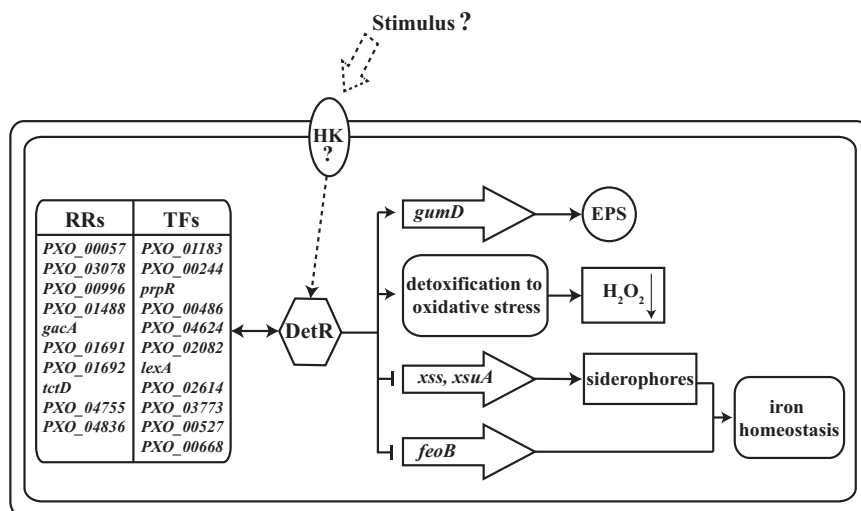 Stimulus ?
HK
?
RRs
PXO_00057
PXO_03078
PXO_00996
PXO_01488
gacA
PXO_01691
PXO_01692
tctD
PXO_04755
PXO_04836
TFs
PXO_01183
PXO_00244
prpR
PXO_00486
PXO_04624
PXO_02082
lexA
PXO_02614
PXO_03773
PXO_00527
PXO_00668
DetR
gumD
EPS
detoxification to
oxidative stress
H₂O₂
xss, xsuA
siderophores
feoB
iron
homeostasis